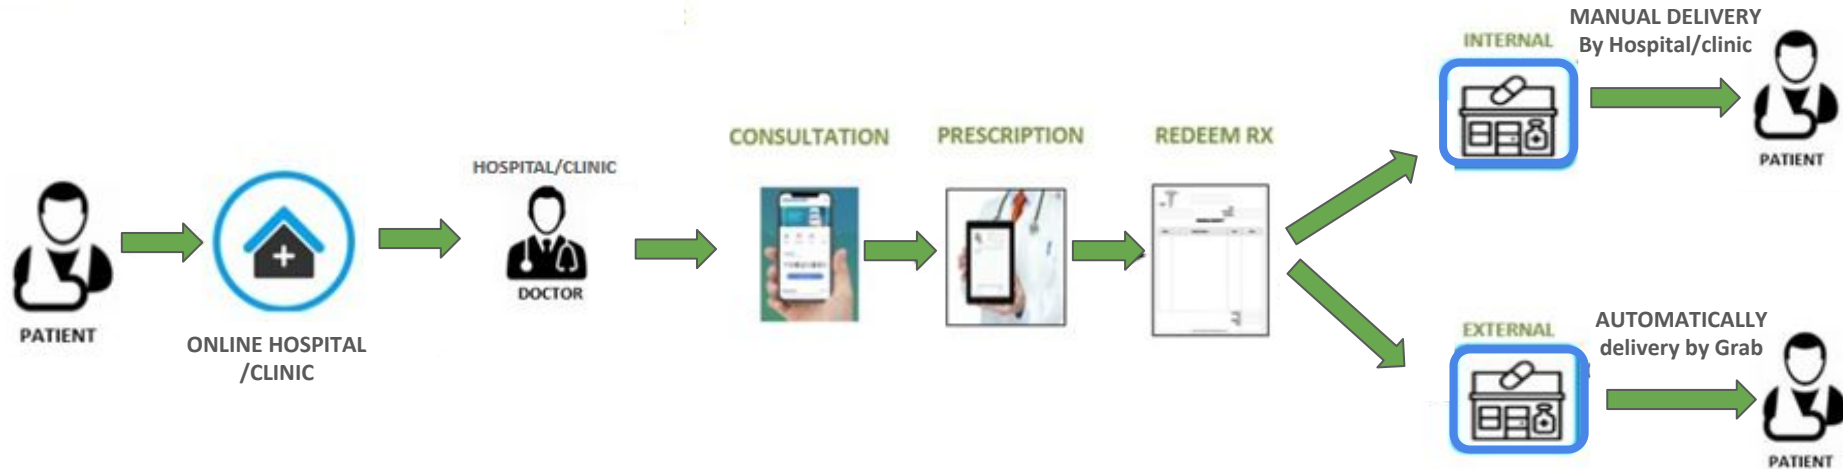 PATIENT
ONLINE HOSPITAL
/CLINIC
HOSPITAL/CLINIC
DOCTOR
CONSULTATION
PRESCRIPTION
REDEEM RX
INTERNAL
MANUAL DELIVERY
By Hospital/clinic
PATIENT
EXTERNAL
AUTOMATICALLY
delivery by Grab
PATIENT